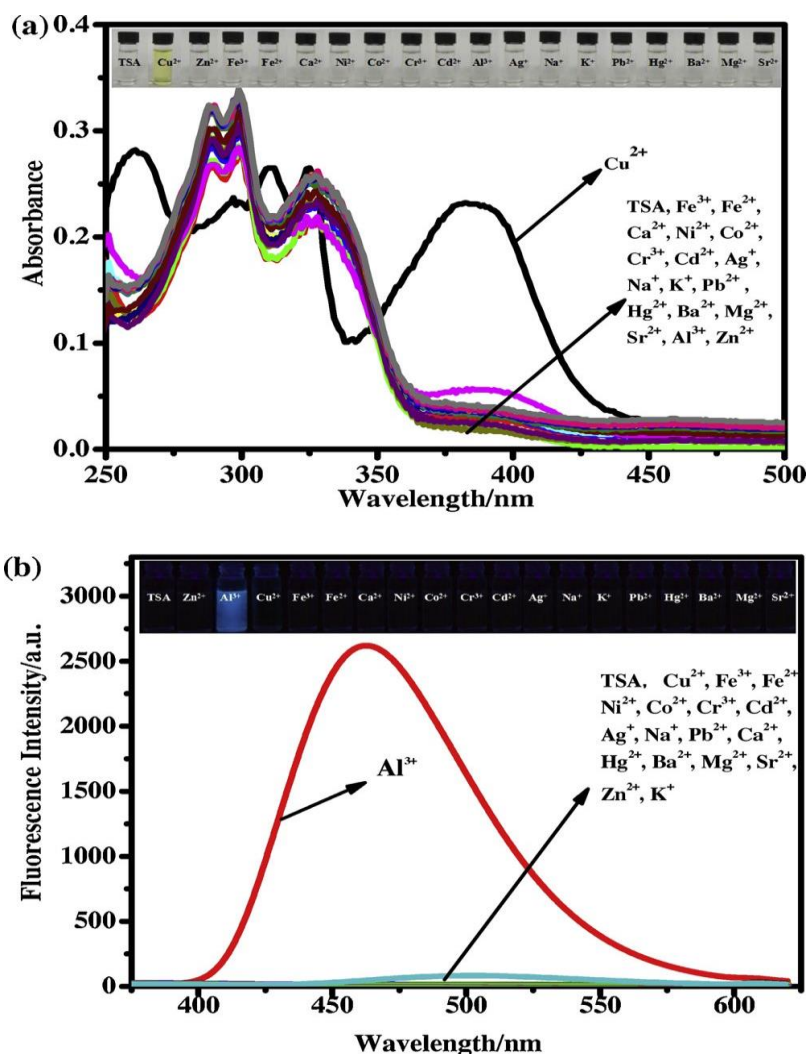 (a)
0.4
0.3
0.2
0.1
0.0
Absorbance
TSA Cu²⁺ Zn²⁺ Fe³⁺ Fe²⁺ Ca²⁺ Ni²⁺ Co²⁺ Cr³⁺ Cd²⁺ Al³⁺ Ag⁺ Na⁺ K⁺ Pb²⁺ Hg²⁺ Ba²⁺ Mg²⁺ Sr²⁺
Cu²⁺
TSA, Fe³⁺, Fe²⁺,
Ca²⁺, Ni²⁺, Co²⁺,
Cr³⁺, Cd²⁺, Ag⁺,
Na⁺, K⁺, Pb²⁺,
Hg²⁺, Ba²⁺, Mg²⁺,
Sr²⁺, Al³⁺, Zn²⁺
250 300 350 400 450 500
Wavelength/nm
(b)
3000
2500
2000
1500
1000
500
0
Fluorescence Intensity/a.u.
TSA Zn²⁺ Al³⁺ Cu²⁺ Fe³⁺ Fe²⁺ Ca²⁺ Ni²⁺ Co²⁺ Cr³⁺ Cd²⁺ Ag⁺ Na⁺ K⁺ Pb²⁺ Hg²⁺ Ba²⁺ Mg²⁺ Sr²⁺
Al³⁺
TSA, Cu²⁺, Fe³⁺, Fe²⁺
Ni²⁺, Co²⁺, Cr³⁺, Cd²⁺,
Ag⁺, Na⁺, Pb²⁺, Ca²⁺,
Hg²⁺, Ba²⁺, Mg²⁺, Sr²⁺,
Zn²⁺, K⁺
400 450 500 550 600
Wavelength/nm